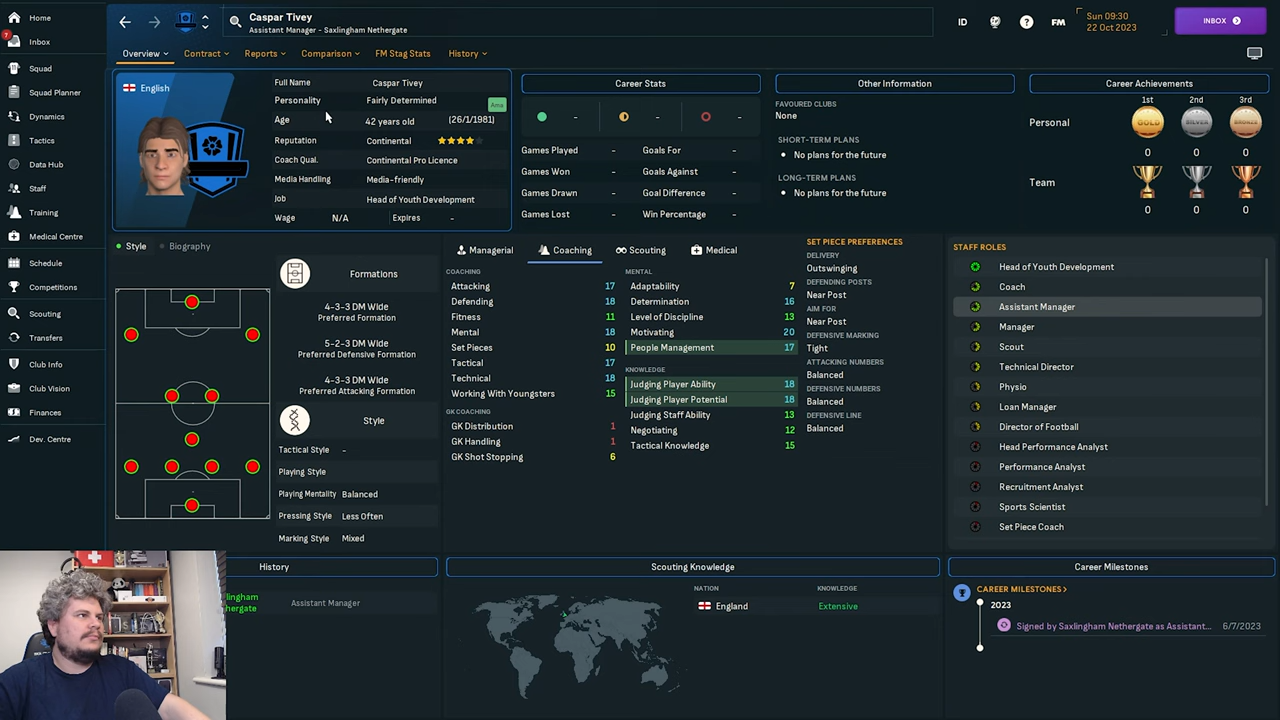 Home
7
Inbox
Squad
Squad Planner
Dynamics
Tactics
Data Hub
Staff
Training
Medical Centre
Schedule
Competitions
Scouting
Transfers
Club Info
Club Vision
Finances
Dev. Centre
Caspar Tivey
Assistant Manager - Saxlingham Nethergate
ID
?
FM
Sun 09:30
22 Oct 2023
INBOX
Overview
Contract
Reports
Comparison
FM Stag Stats
History
English
Full Name Caspar Tivey
Personality Fairly Determined
Ama
Age 42 years old (26/1/1981)
Reputation Continental
Coach Qual. Continental Pro Licence
Media Handling Media-friendly
Job Head of Youth Development
Wage N/A Expires -
Career Stats
- - -
Games Played - Goals For -
Games Won - Goals Against -
Games Drawn - Goal Difference -
Games Lost - Win Percentage -
Other Information
FAVOURED CLUBS
None
SHORT-TERM PLANS
• No plans for the future
LONG-TERM PLANS
• No plans for the future
Career Achievements
1st 2nd 3rd
Personal
GOLD SILVER BRONZE
0 0 0
Team
0 0 0
Style Biography
Formations
4-3-3 DM Wide
Preferred Formation
5-2-3 DM Wide
Preferred Defensive Formation
4-3-3 DM Wide
Preferred Attacking Formation
Style
Tactical Style -
Playing Style
Playing Mentality Balanced
Pressing Style Less Often
Marking Style Mixed
Managerial Coaching Scouting Medical
COACHING
Attacking 17
Defending 18
Fitness 11
Mental 18
Set Pieces 10
Tactical 17
Technical 18
Working With Youngsters 15
GK COACHING
GK Distribution 1
GK Handling 1
GK Shot Stopping 6
MENTAL
Adaptability 7
Determination 16
Level of Discipline 13
Motivating 20
People Management 17
KNOWLEDGE
Judging Player Ability 18
Judging Player Potential 18
Judging Staff Ability 13
Negotiating 12
Tactical Knowledge 15
SET PIECE PREFERENCES
DELIVERY
Outswinging
DEFENDING POSTS
Near Post
AIM FOR
Near Post
DEFENSIVE MARKING
Tight
ATTACKING NUMBERS
Balanced
DEFENSIVE NUMBERS
Balanced
DEFENSIVE LINE
Balanced
STAFF ROLES
Head of Youth Development
Coach
Assistant Manager
Manager
Scout
Technical Director
Physio
Loan Manager
Director of Football
Head Performance Analyst
Performance Analyst
Recruitment Analyst
Sports Scientist
Set Piece Coach
History
lingham
ergate
Assistant Manager
Scouting Knowledge
NATION KNOWLEDGE
England Extensive
Career Milestones
CAREER MILESTONES >
2023
Signed by Saxlingham Nethergate as Assistant... 6/7/2023